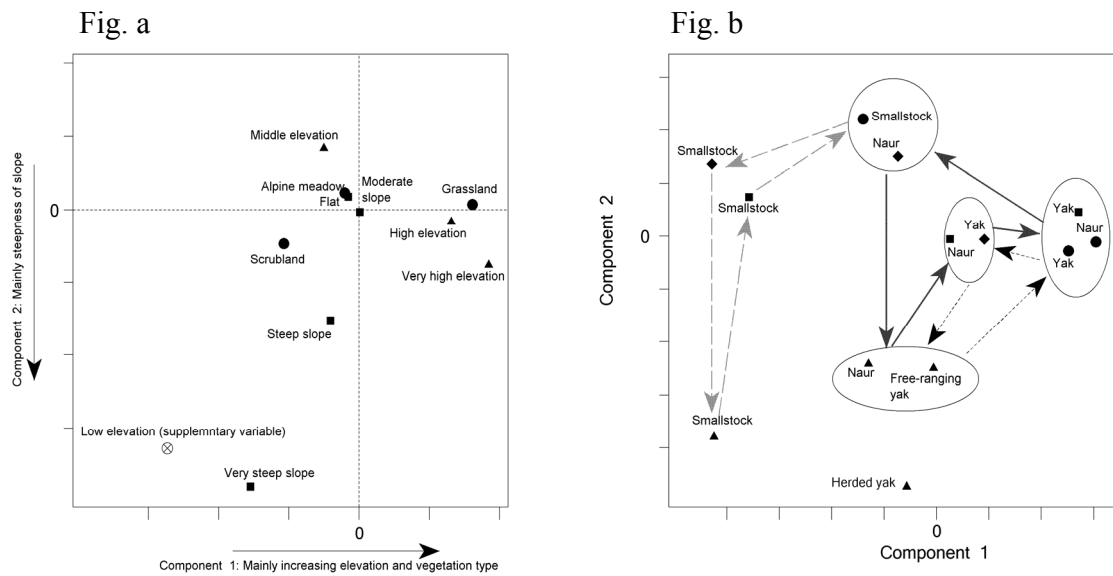 Fig. a
Middle elevation
Alpine meadow
Moderate
slope
Flat
Grassland
0
High elevation
Scrubland
Very high elevation
Steep slope
Low elevation (supplemntary variable)
Very steep slope
0
Component 1: Mainly increasing elevation and vegetation type
Component 2: Mainly steepness of slope
Fig. b
Smallstock
Naur
Smallstock
Smallstock
Yak
Naur
Yak
Naur
Yak
0
Naur
Free-ranging
yak
Smallstock
Herded yak
0
Component 1
Component 2